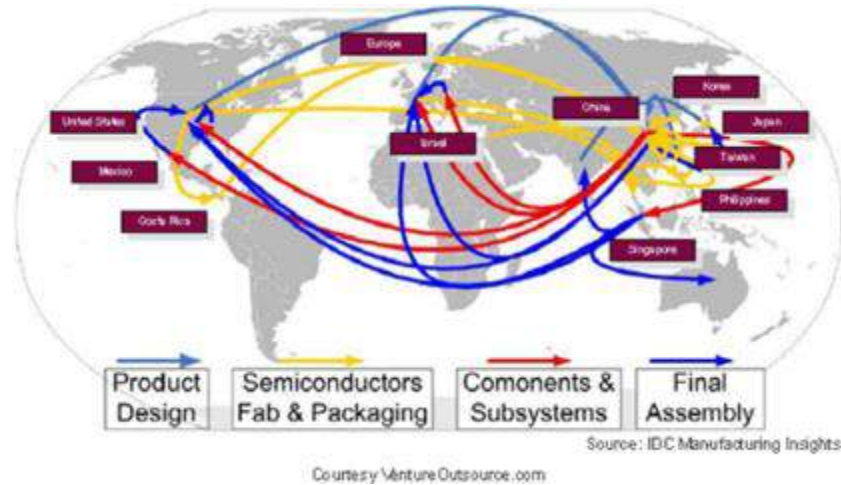 Europe
Korea
China
United States
Japan
Israel
Taiwan
Mexico
Philippines
Costa Rica
Singapore
Product
Design
Semiconductors
Fab & Packaging
Comonents &
Subsystems
Final
Assembly
Source: IDC Manufacturing Insights
Courtesy VentureOutsource.com